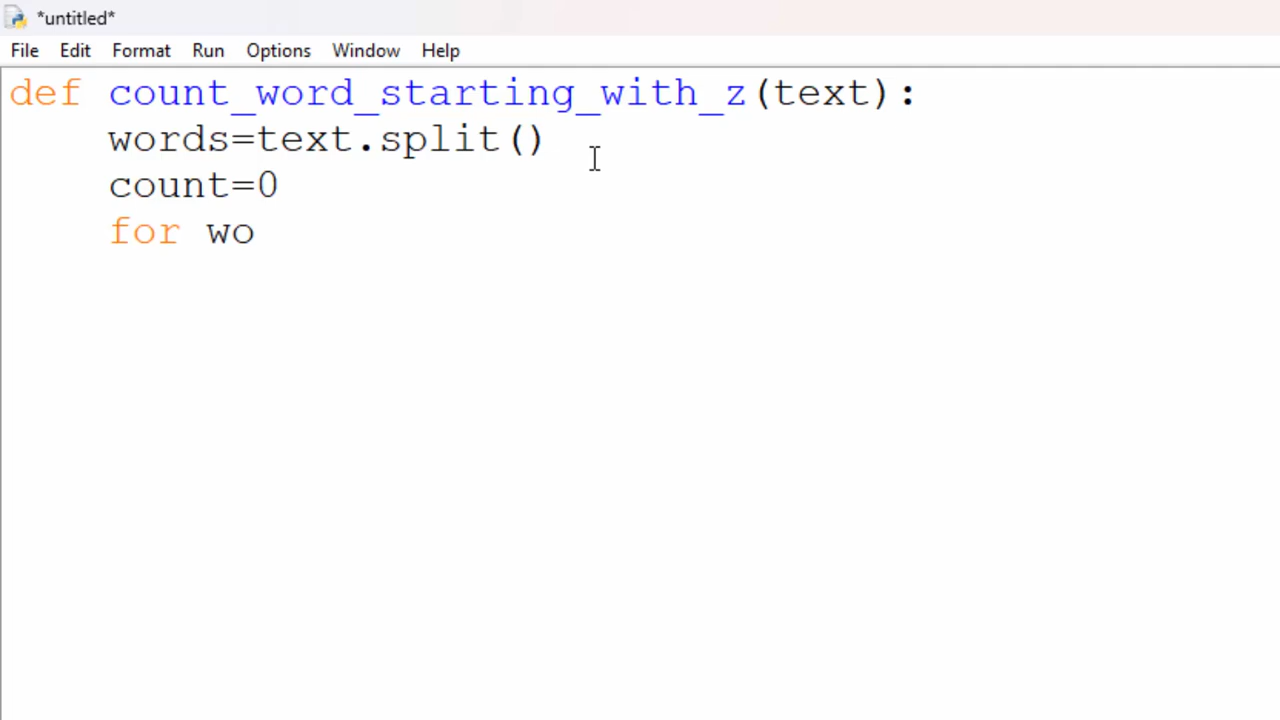 *untitled*
File Edit Format Run Options Window Help
def count_word_starting_with_z(text):
    words=text.split()
    count=0
    for wo